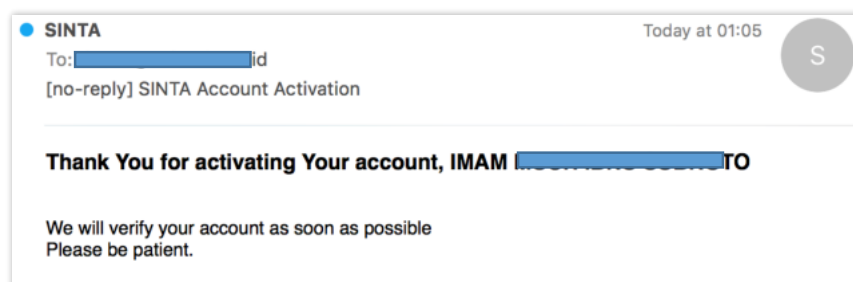 SINTA
Today at 01:05
S
To: id
[no-reply] SINTA Account Activation
Thank You for activating Your account, IMAM TO
We will verify your account as soon as possible
Please be patient.